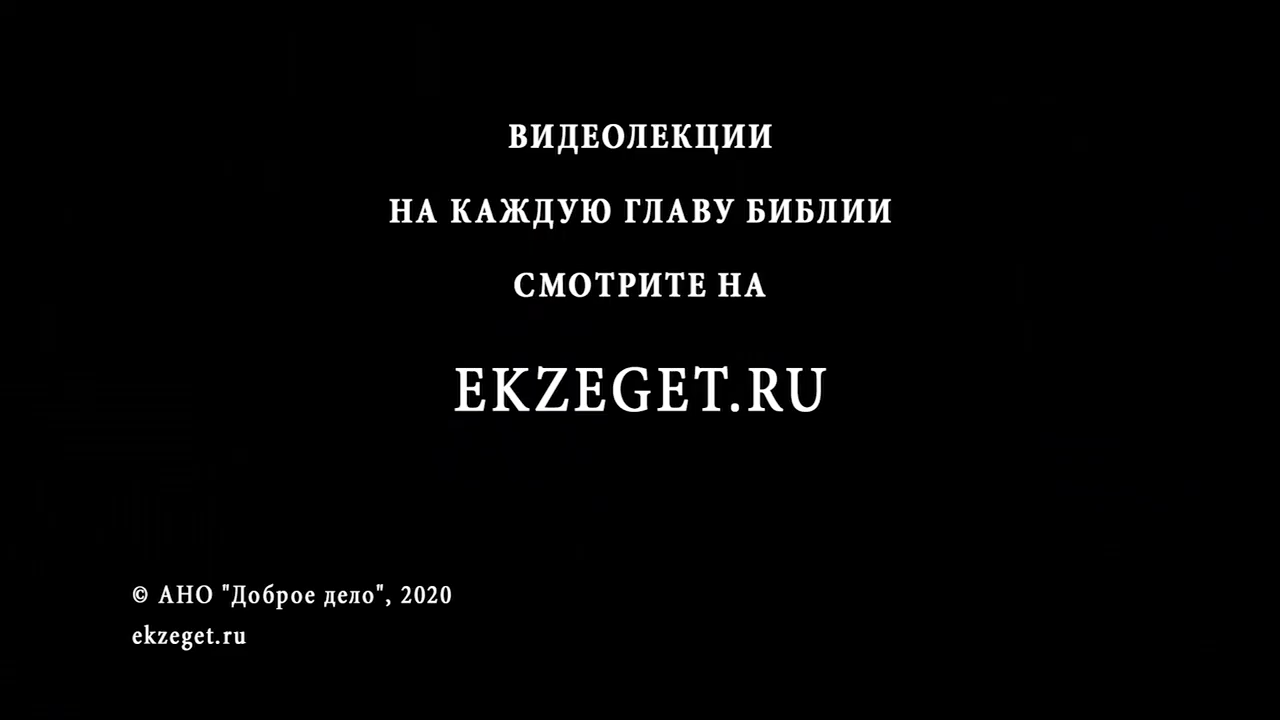 ВИДЕОЛЕКЦИИ
НА КАЖДУЮ ГЛАВУ БИБЛИИ
СМОТРИТЕ НА
EKZEGET.RU
© АНО "Доброе дело", 2020
ekzeget.ru